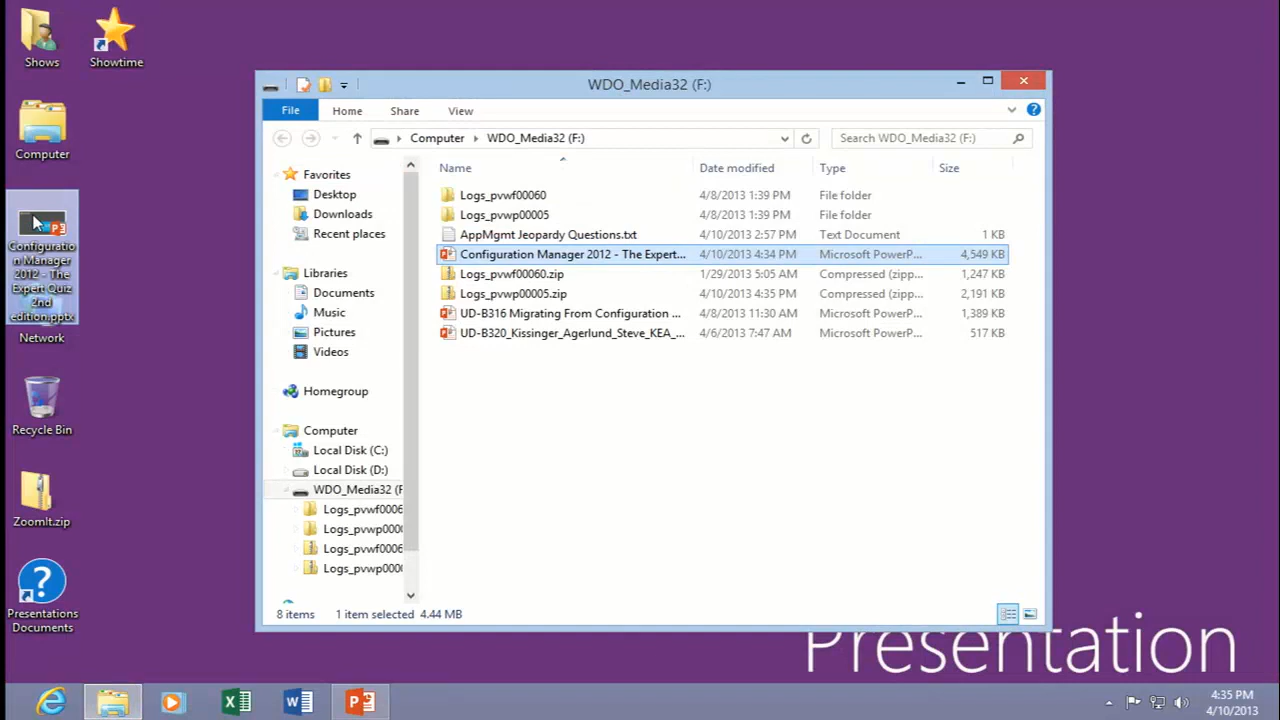 Shows
Showtime
Computer
Configuratio
n Manager
2012 - The
Expert Quiz
2nd
edition.pptx
Network
Recycle Bin
ZoomIt.zip
Presentations
Documents
WDO_Media32 (F:)
File Home Share View
Computer WDO_Media32 (F:)
Search WDO_Media32 (F:)
Favorites
Desktop
Downloads
Recent places
Libraries
Documents
Music
Pictures
Videos
Homegroup
Computer
Local Disk (C:)
Local Disk (D:)
WDO_Media32 (F
Logs_pvwf0006
Logs_pvwp000
Logs_pvwf0006
Logs_pvwp000
Name Date modified Type Size
Logs_pvwf00060 4/8/2013 1:39 PM File folder
Logs_pvwp00005 4/8/2013 1:39 PM File folder
AppMgmt Jeopardy Questions.txt 4/10/2013 2:57 PM Text Document 1 KB
Configuration Manager 2012 - The Expert... 4/10/2013 4:34 PM Microsoft PowerP... 4,549 KB
Logs_pvwf00060.zip 1/29/2013 5:05 AM Compressed (zipp... 1,247 KB
Logs_pvwp00005.zip 4/10/2013 4:35 PM Compressed (zipp... 2,191 KB
UD-B316 Migrating From Configuration ... 4/8/2013 11:30 AM Microsoft PowerP... 1,389 KB
UD-B320_Kissinger_Agerlund_Steve_KEA_... 4/6/2013 7:47 AM Microsoft PowerP... 517 KB
8 items 1 item selected 4.44 MB
Presentation
4:35 PM
4/10/2013